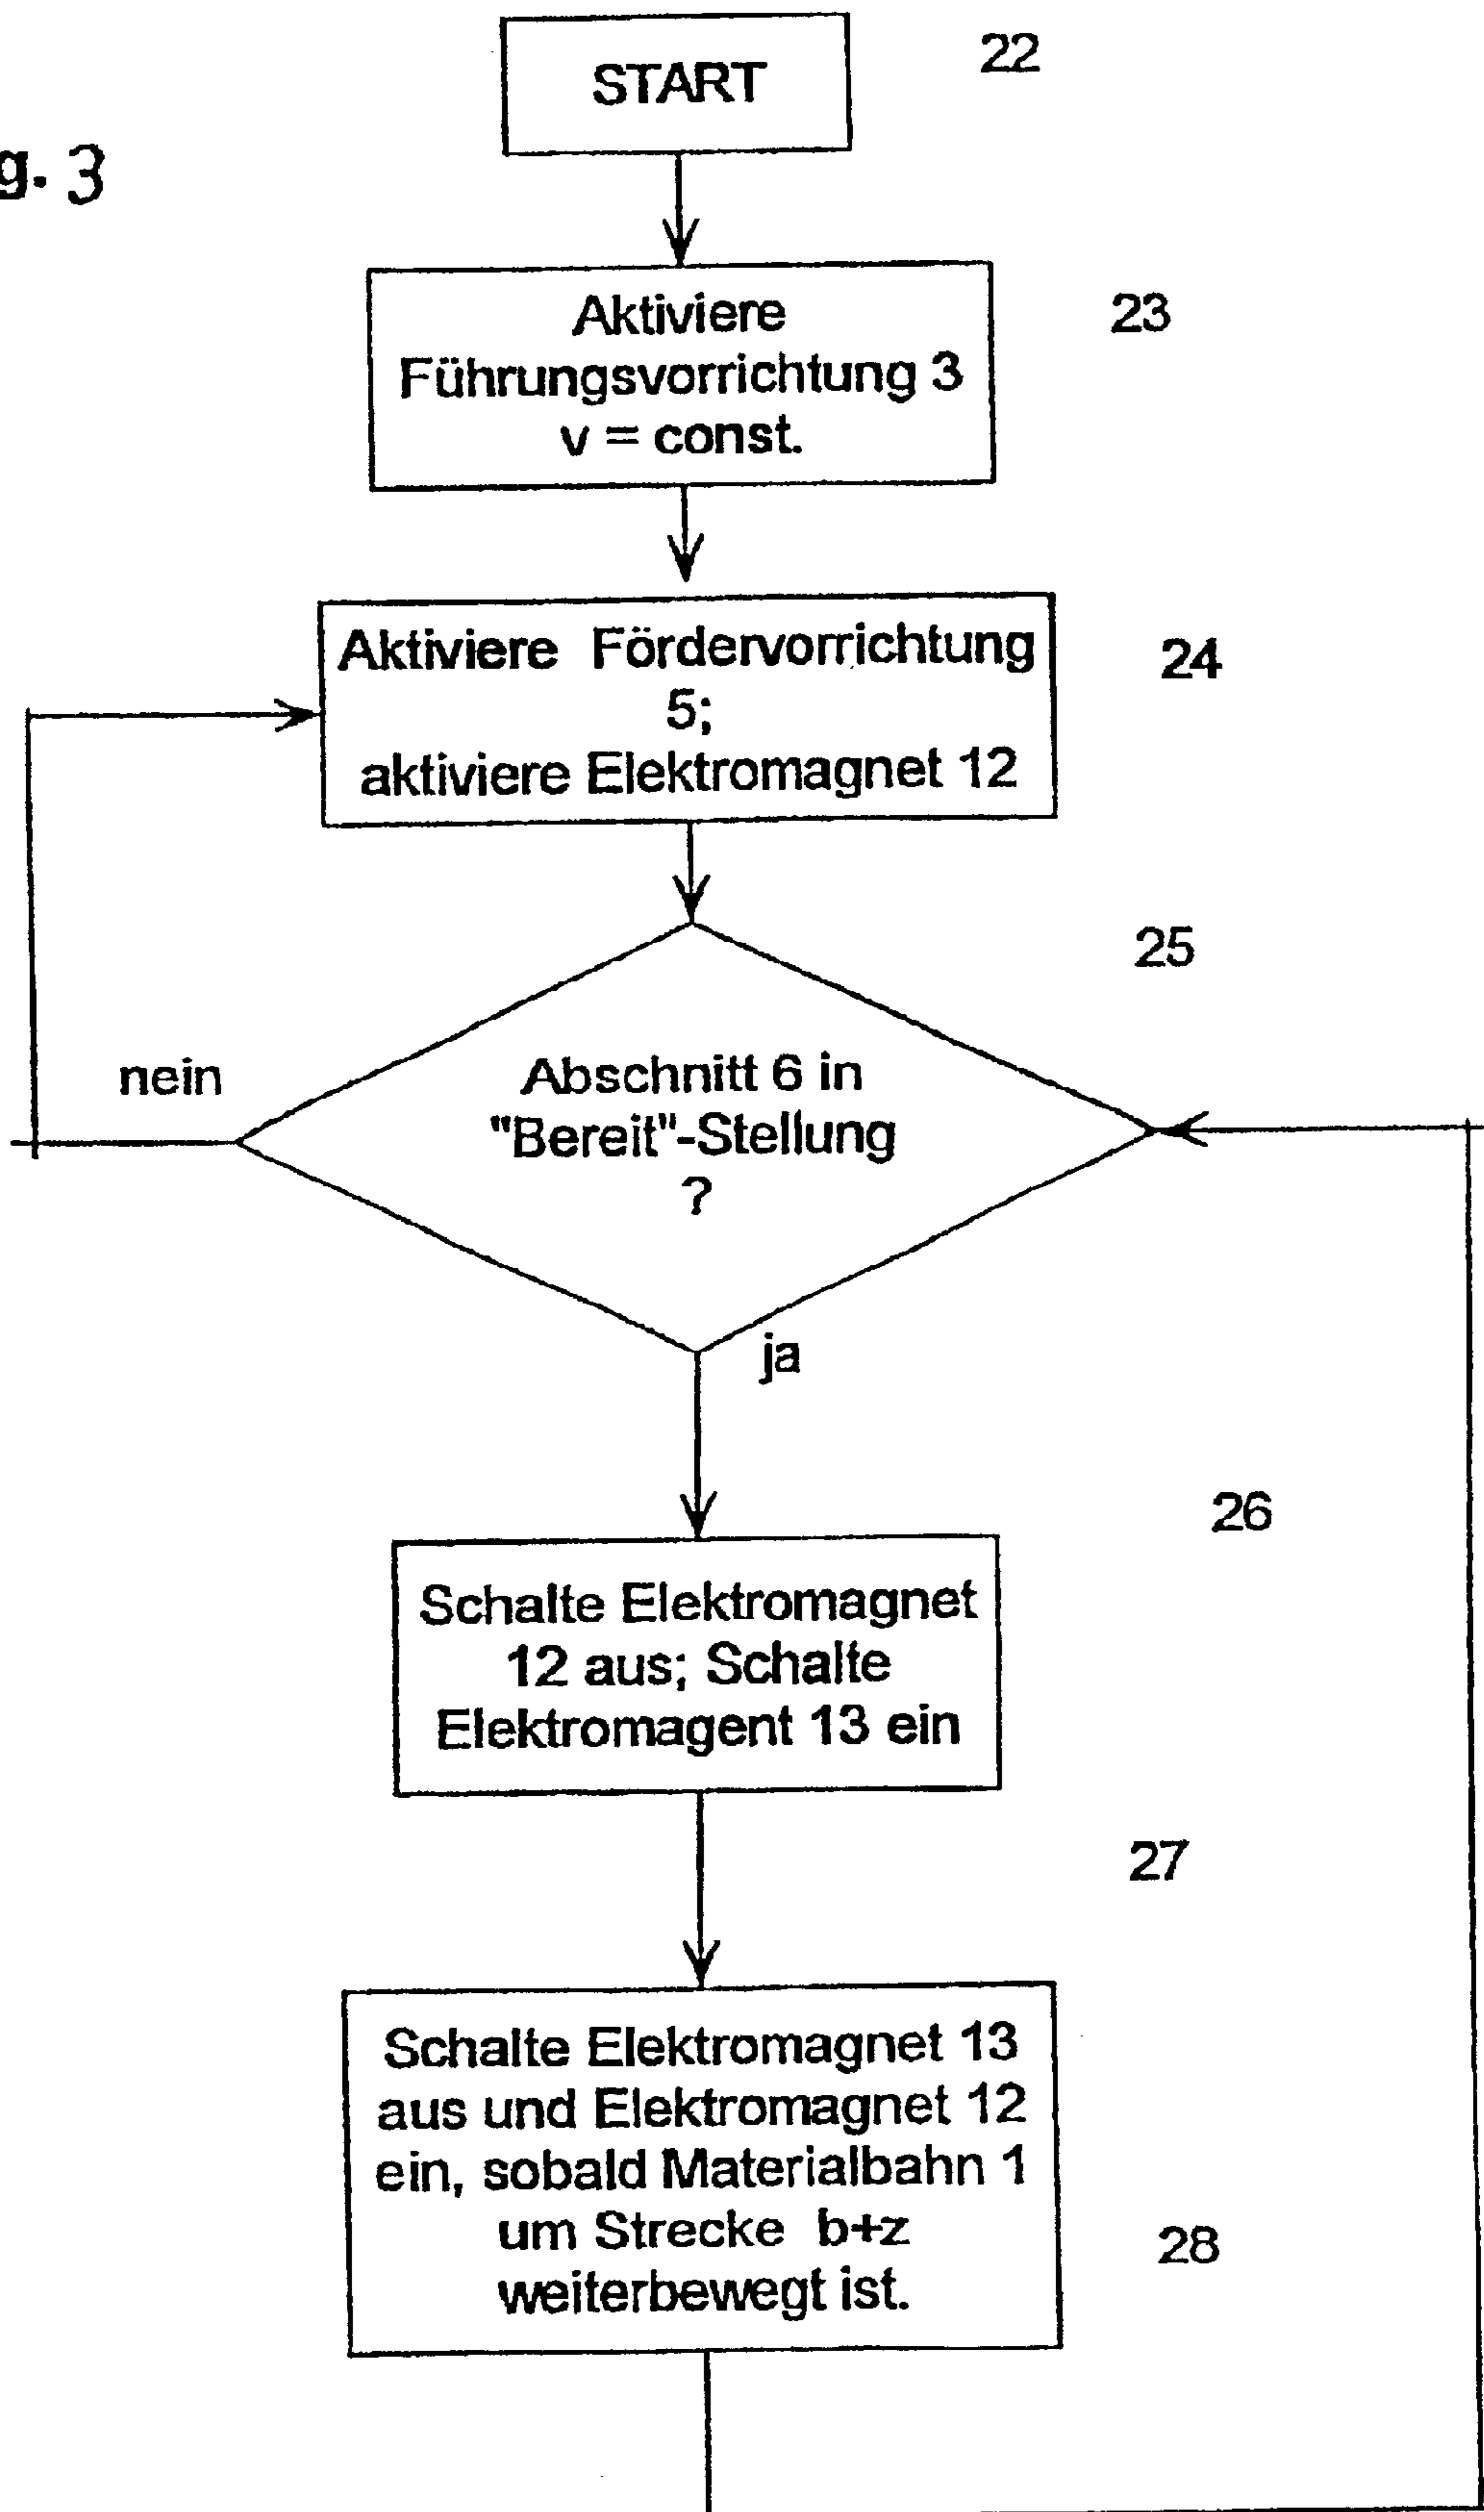 START
22
g. 3
Aktiviere
23
Führungsvorrichtung 3
v = const.
Aktiviere Fördervorrichtung
24
5;
aktiviere Elektromagnet 12
25
nein
Abschnitt 6 in
"Bereit"-Stellung
?
ja
26
Schalte Elektromagnet
12 aus; Schalte
Elektromagent 13 ein
27
Schalte Elektromagnet 13
aus und Elektromagnet 12
ein, sobald Materialbahn 1
um Strecke b+z
28
weiterbewegt ist.